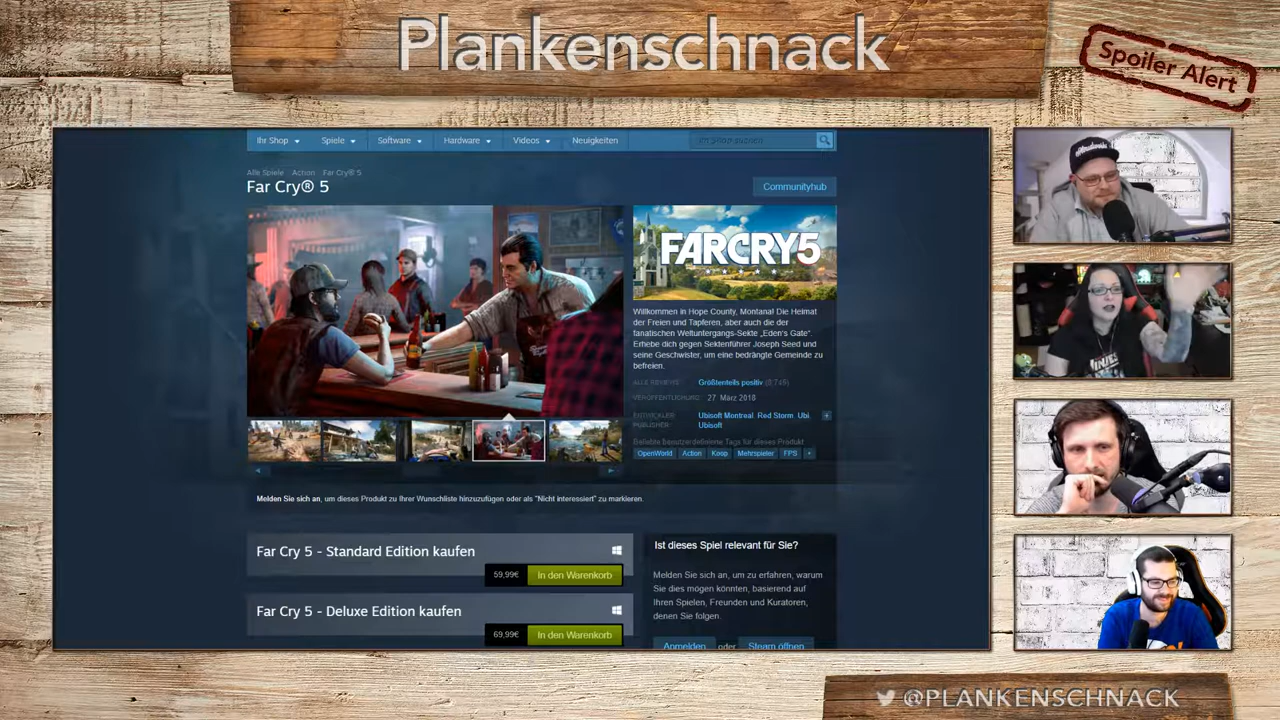 Plankenschnack
Spoiler Alert
Ihr Shop
Spiele
Software
Hardware
Videos
Neuigkeiten
Alle Spiele Action Far Cry® 5
Far Cry® 5
Communityhub
FARCRY5
Willkommen in Hope County, Montana! Die Heimat
der Freien und Tapferen, aber auch die der
fanatischen Weltuntergangs-Sekte „Eden's Gate".
Erhebe dich gegen Sektenführer Joseph Seed und
seine Geschwister, um eine bedrängte Gemeinde zu
befreien.
ALLE REVIEWS: Größtenteils positiv (8.749)
VERÖFFENTLICHUNG: 27. März 2018
ENTWICKLER: Ubisoft Montreal, Red Storm, Ubi +
PUBLISHER: Ubisoft
Beliebte benutzerdefinierte Tags für dieses Produkt
OpenWorld Action Koop Mehrspieler FPS +
Melden Sie sich an, um dieses Produkt zu Ihrer Wunschliste hinzuzufügen oder als "Nicht interessiert" zu markieren.
Far Cry 5 - Standard Edition kaufen
59,99€ In den Warenkorb
Far Cry 5 - Deluxe Edition kaufen
69,99€ In den Warenkorb
Ist dieses Spiel relevant für Sie?
Melden Sie sich an, um zu erfahren, warum
Sie dies mögen könnten, basierend auf
Ihren Spielen, Freunden und Kuratoren,
denen Sie folgen.
Anmelden oder Steam öffnen
@PLANKENSCHNACK